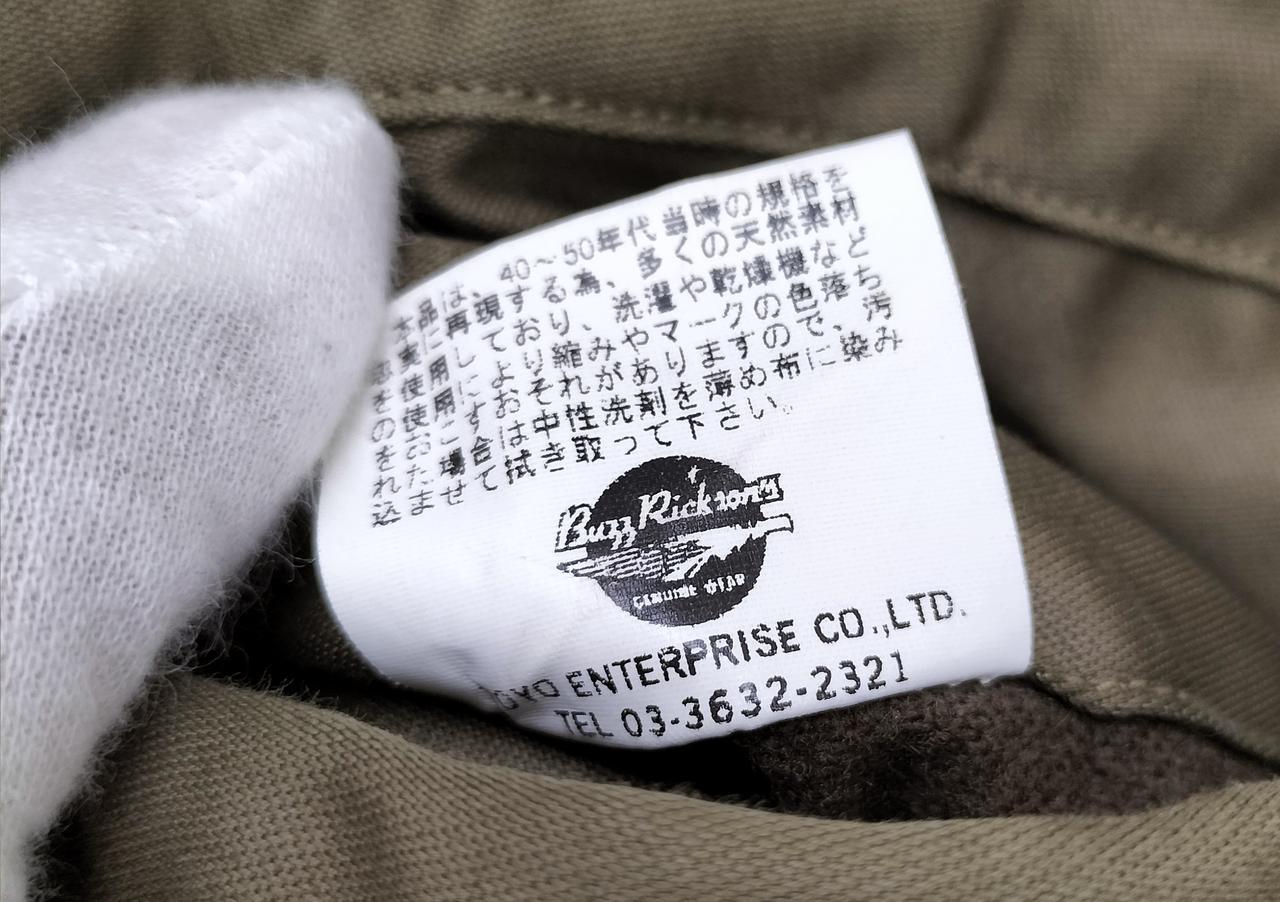 本品は、40～50年代当時の規格を
忠実に再現する為、多くの天然素材
を使用しており、洗濯や乾燥機など
の使用により、縮みやマークの色落ち
をおこすおそれがありますので、汚
れた場合は中性洗剤を薄めの布に染み
込ませて拭き取って下さい。
Buzz Rickson's
GENUINE WEAR
ENTERPRISE CO.,LTD.
TEL 03-3632-2321